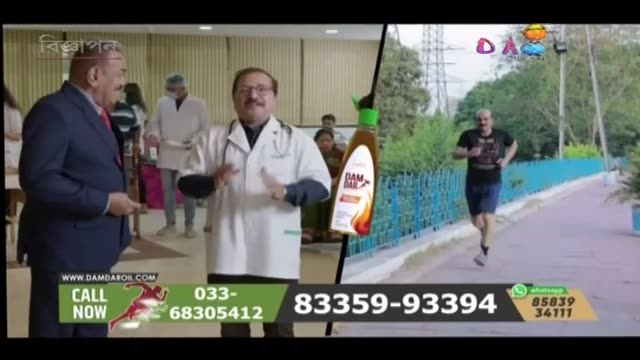 বিজ্ঞাপন
DAM
DAR
WWW.DAMDAROIL.COM
CALL
NOW
033-
68305412
83359-93394
whatsapp
85839
34111